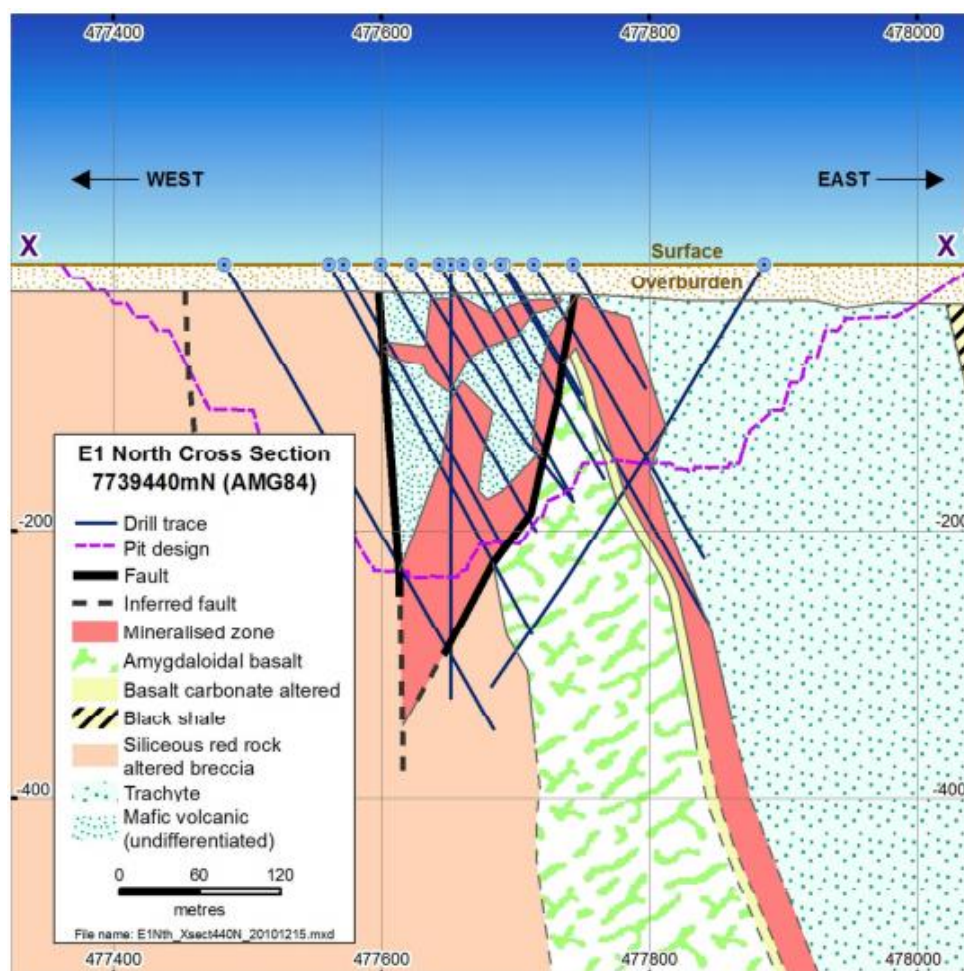 477400 477600 477800 478000
WEST EAST
X X
Surface
Overburden
-200 -200
E1 North Cross Section
7739440mN (AMG84)
Drill trace
Pit design
Fault
Inferred fault
Mineralised zone
Amygdaloidal basalt
Basalt carbonate altered
Black shale
Siliceous red rock
altered breccia
Trachyte
Mafic volcanic
(undifferentiated)
-400 -400
0 60 120
metres
File name: E1Nth_Xsect440N_20101215.mxd
477400 477600 477800 478000